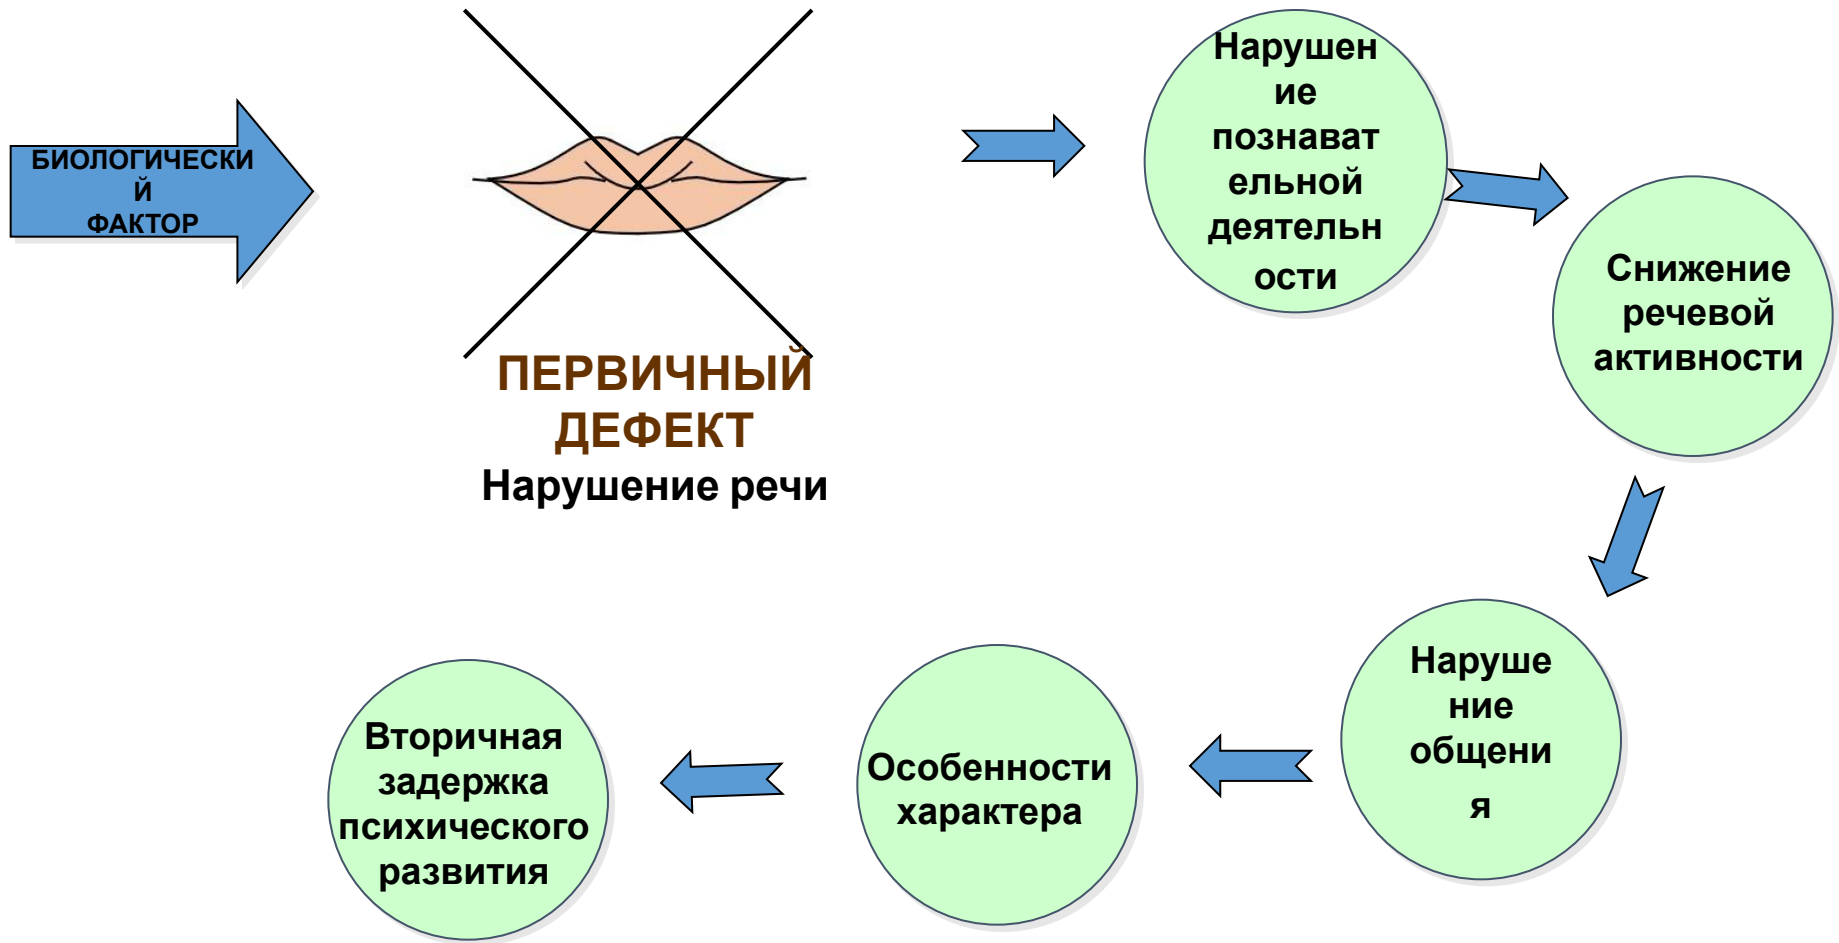 БИОЛОГИЧЕСКИ
Й
ФАКТОР
ПЕРВИЧНЫЙ
ДЕФЕКТ
Нарушение речи
Нарушен
ие
познават
ельной
деятельн
ости
Снижение
речевой
активности
Наруше
ние
общени
я
Особенности
характера
Вторичная
задержка
психического
развития